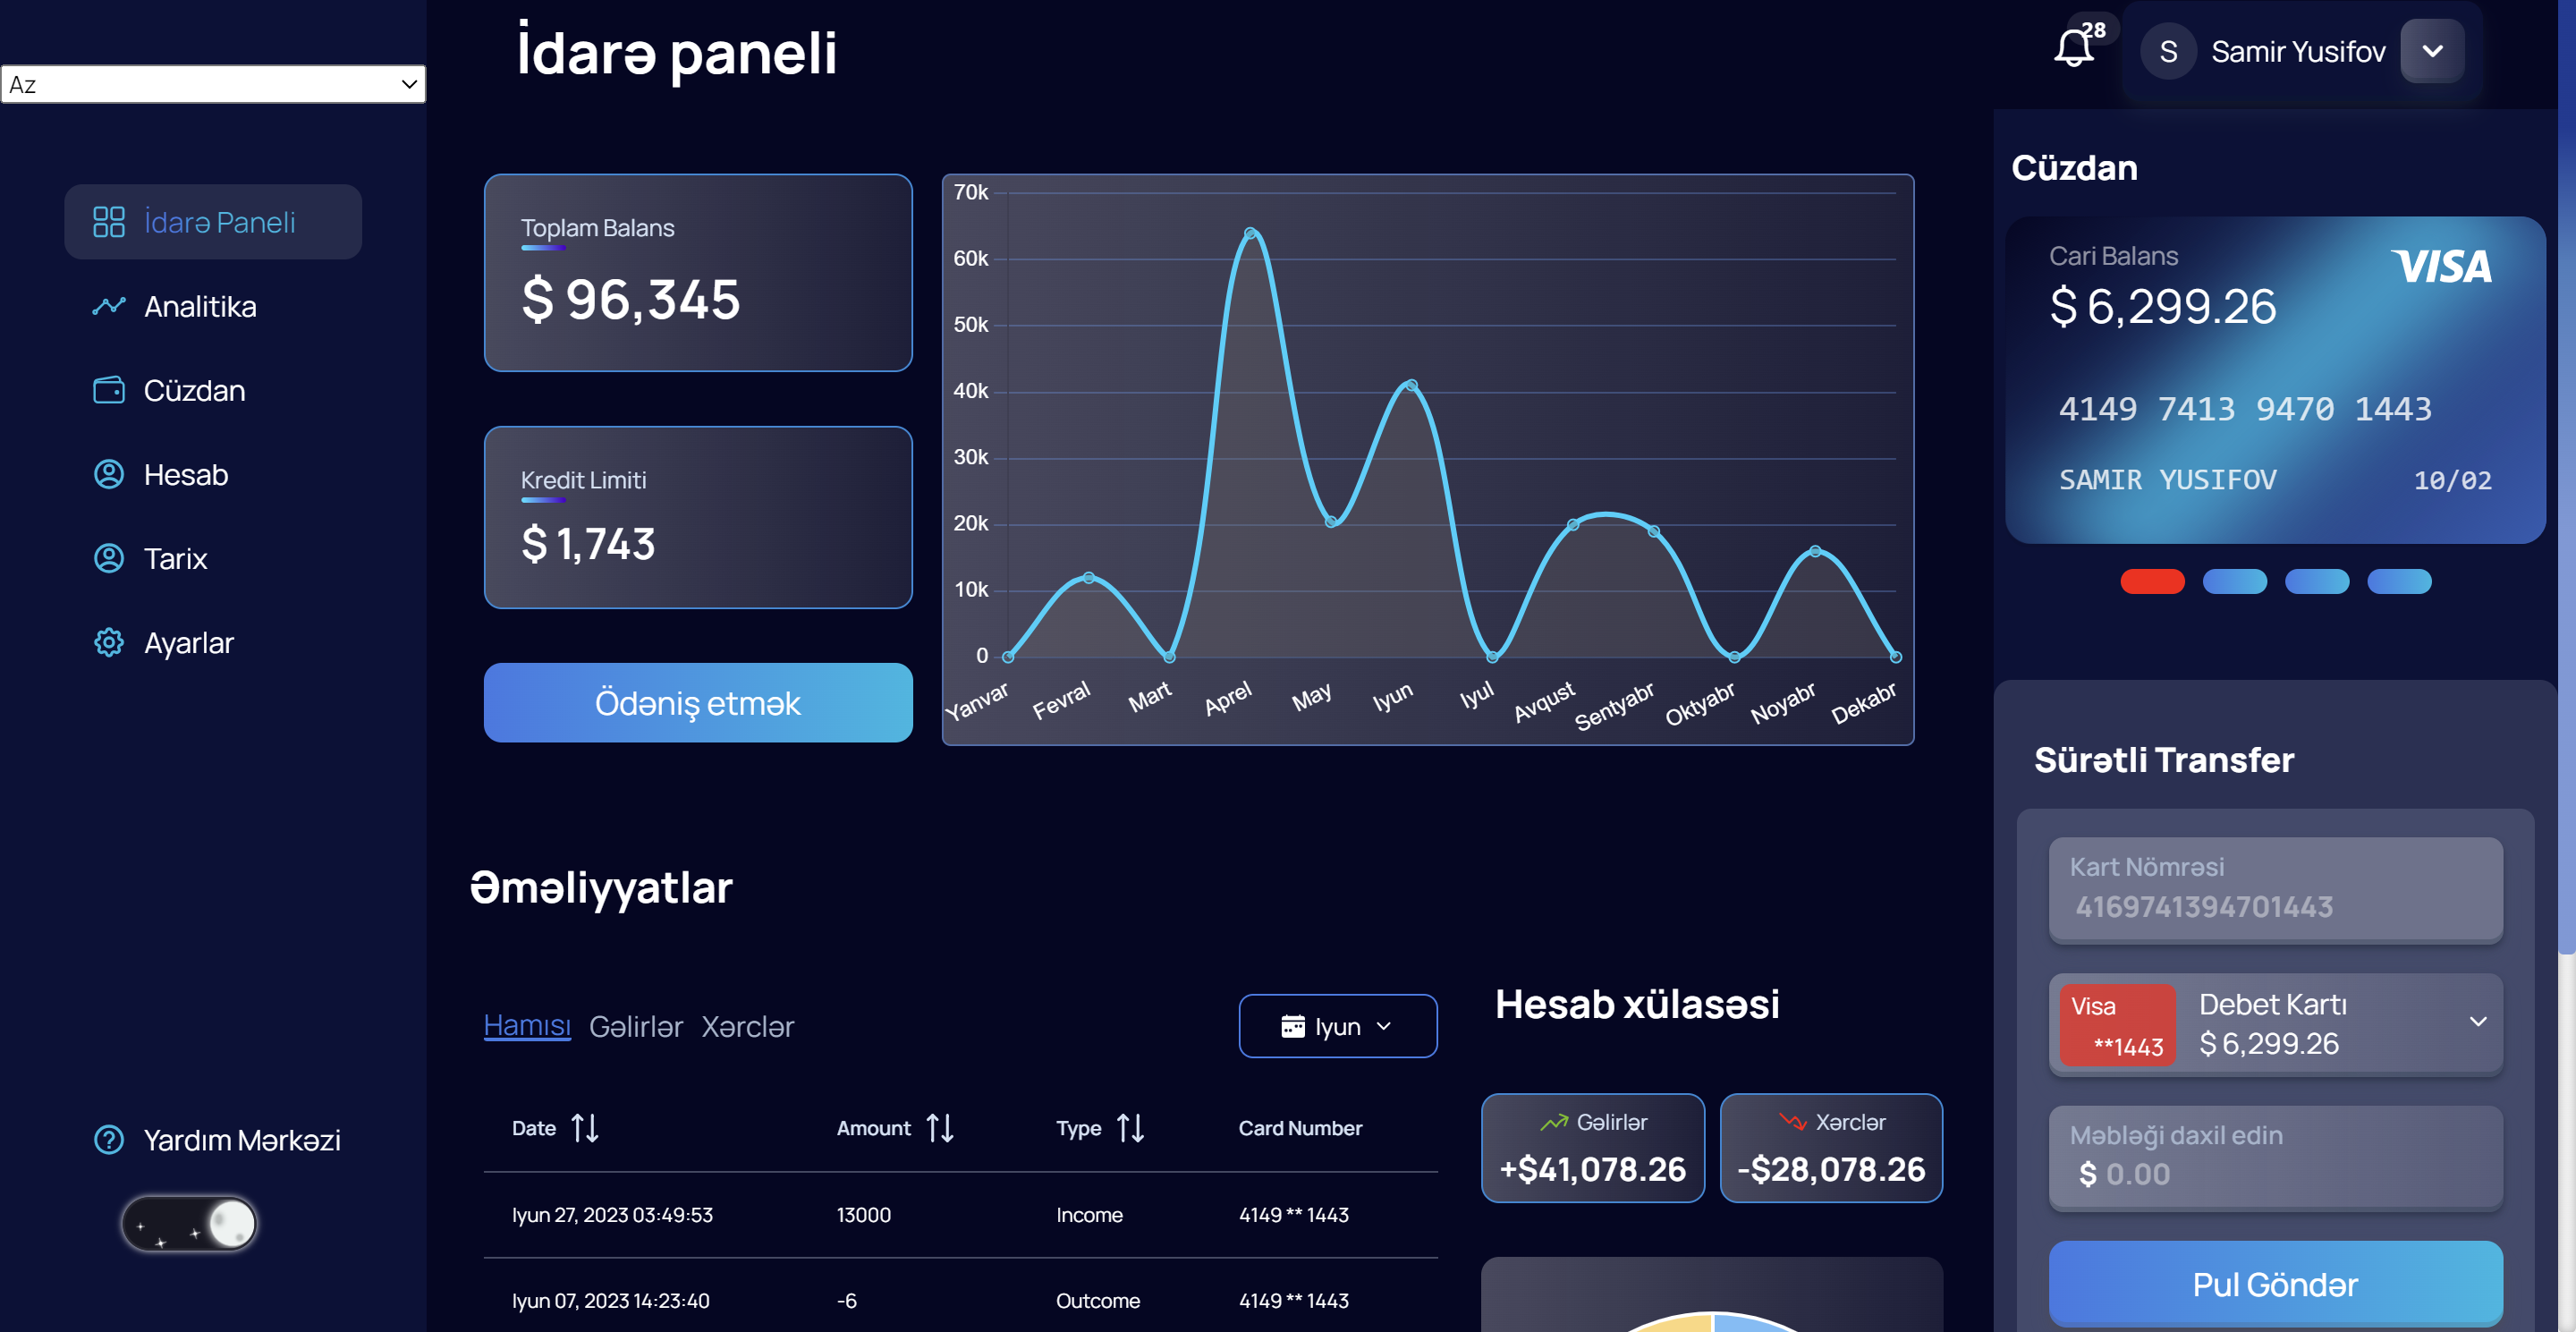 Az
İdarə Paneli
Analitika
Cüzdan
Hesab
Tarix
Ayarlar
Yardım Mərkəzi
İdarə paneli
28
S Samir Yusifov
Toplam Balans
$ 96,345
Kredit Limiti
$ 1,743
Ödəniş etmək
70k
60k
50k
40k
30k
20k
10k
0
Yanvar Fevral Mart Aprel May Iyun Iyul Avqust Sentyabr Oktyabr Noyabr Dekabr
Əməliyyatlar
Hamısı Gəlirlər Xərclər
Iyun
Date Amount Type Card Number
Iyun 27, 2023 03:49:53 13000 Income 4149 ** 1443
Iyun 07, 2023 14:23:40 -6 Outcome 4149 ** 1443
Hesab xülasəsi
Gəlirlər
+$41,078.26
Xərclər
-$28,078.26
Cüzdan
Cari Balans
VISA
$ 6,299.26
4149 7413 9470 1443
SAMIR YUSIFOV 10/02
Sürətli Transfer
Kart Nömrəsi
4169741394701443
Visa
**1443
Debet Kartı
$ 6,299.26
Məbləği daxil edin
$ 0.00
Pul Göndər